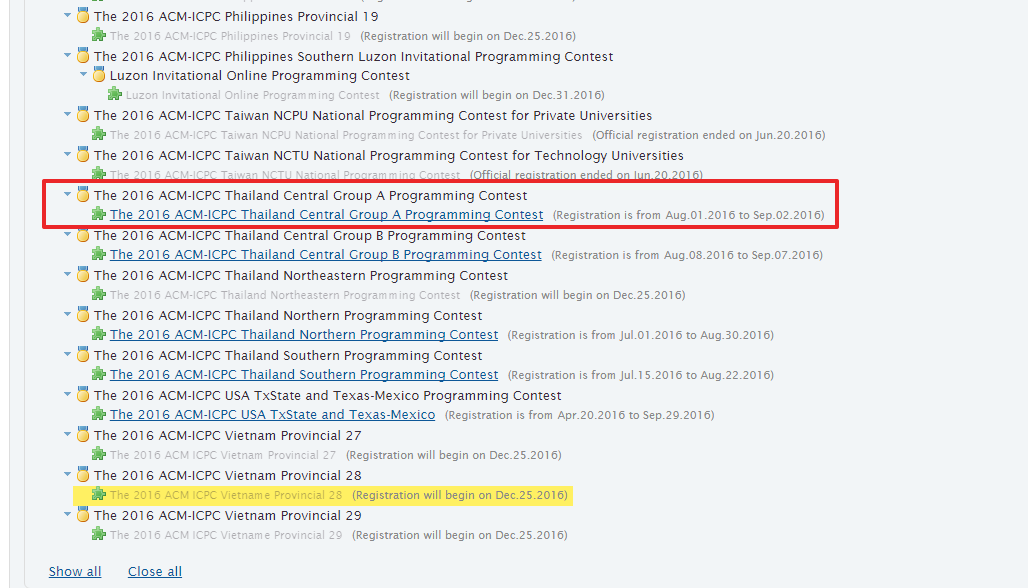 The 2016 ACM-ICPC Philippines Provincial 19
The 2016 ACM-ICPC Philippines Provincial 19 (Registration will begin on Dec.25.2016)
The 2016 ACM-ICPC Philippines Southern Luzon Invitational Programming Contest
Luzon Invitational Online Programming Contest
Luzon Invitational Online Programming Contest (Registration will begin on Dec.31.2016)
The 2016 ACM-ICPC Taiwan NCPU National Programming Contest for Private Universities
The 2016 ACM-ICPC Taiwan NCPU National Programming Contest for Private Universities (Official registration ended on Jun.20.2016)
The 2016 ACM-ICPC Taiwan NCTU National Programming Contest for Technology Universities
The 2016 ACM-ICPC Taiwan NCTU National Programming Contest (Official registration ended on Jun.20.2016)
The 2016 ACM-ICPC Thailand Central Group A Programming Contest
The 2016 ACM-ICPC Thailand Central Group A Programming Contest (Registration is from Aug.01.2016 to Sep.02.2016)
The 2016 ACM-ICPC Thailand Central Group B Programming Contest
The 2016 ACM-ICPC Thailand Central Group B Programming Contest (Registration is from Aug.08.2016 to Sep.07.2016)
The 2016 ACM-ICPC Thailand Northeastern Programming Contest
The 2016 ACM-ICPC Thailand Northeastern Programming Contest (Registration will begin on Dec.25.2016)
The 2016 ACM-ICPC Thailand Northern Programming Contest
The 2016 ACM-ICPC Thailand Northern Programming Contest (Registration is from Jul.01.2016 to Aug.30.2016)
The 2016 ACM-ICPC Thailand Southern Programming Contest
The 2016 ACM-ICPC Thailand Southern Programming Contest (Registration is from Jul.15.2016 to Aug.22.2016)
The 2016 ACM-ICPC USA TxState and Texas-Mexico Programming Contest
The 2016 ACM-ICPC USA TxState and Texas-Mexico (Registration is from Apr.20.2016 to Sep.29.2016)
The 2016 ACM-ICPC Vietnam Provincial 27
The 2016 ACM ICPC Vietnam Provincial 27 (Registration will begin on Dec.25.2016)
The 2016 ACM-ICPC Vietnam Provincial 28
The 2016 ACM ICPC Vietname Provincial 28 (Registration will begin on Dec.25.2016)
The 2016 ACM-ICPC Vietnam Provincial 29
The 2016 ACM ICPC Vietname Provincial 29 (Registration will begin on Dec.25.2016)
Show all Close all